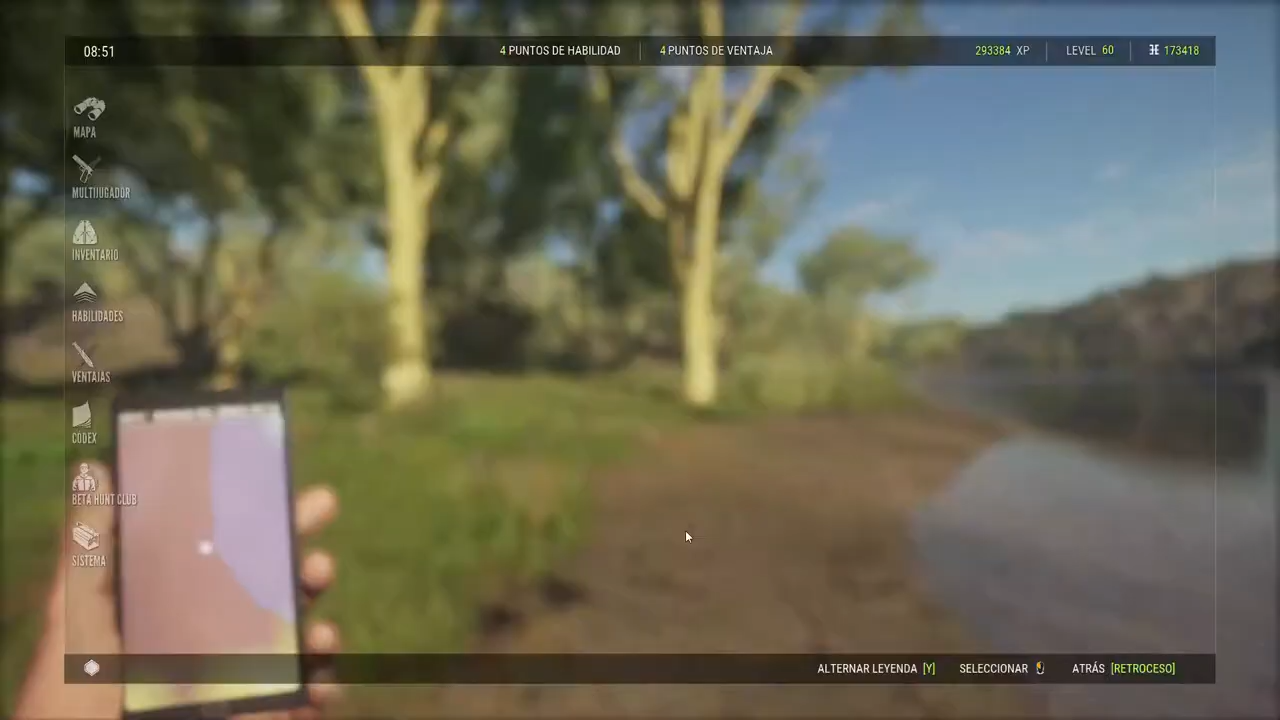 08:51
4 PUNTOS DE HABILIDAD
4 PUNTOS DE VENTAJA
293384 XP
LEVEL 60
173418
MAPA
MULTIJUGADOR
INVENTARIO
HABILIDADES
VENTAJAS
CODEX
BETA HUNT CLUB
SISTEMA
ALTERNAR LEYENDA [Y]
SELECCIONAR
ATRÁS [RETROCESO]